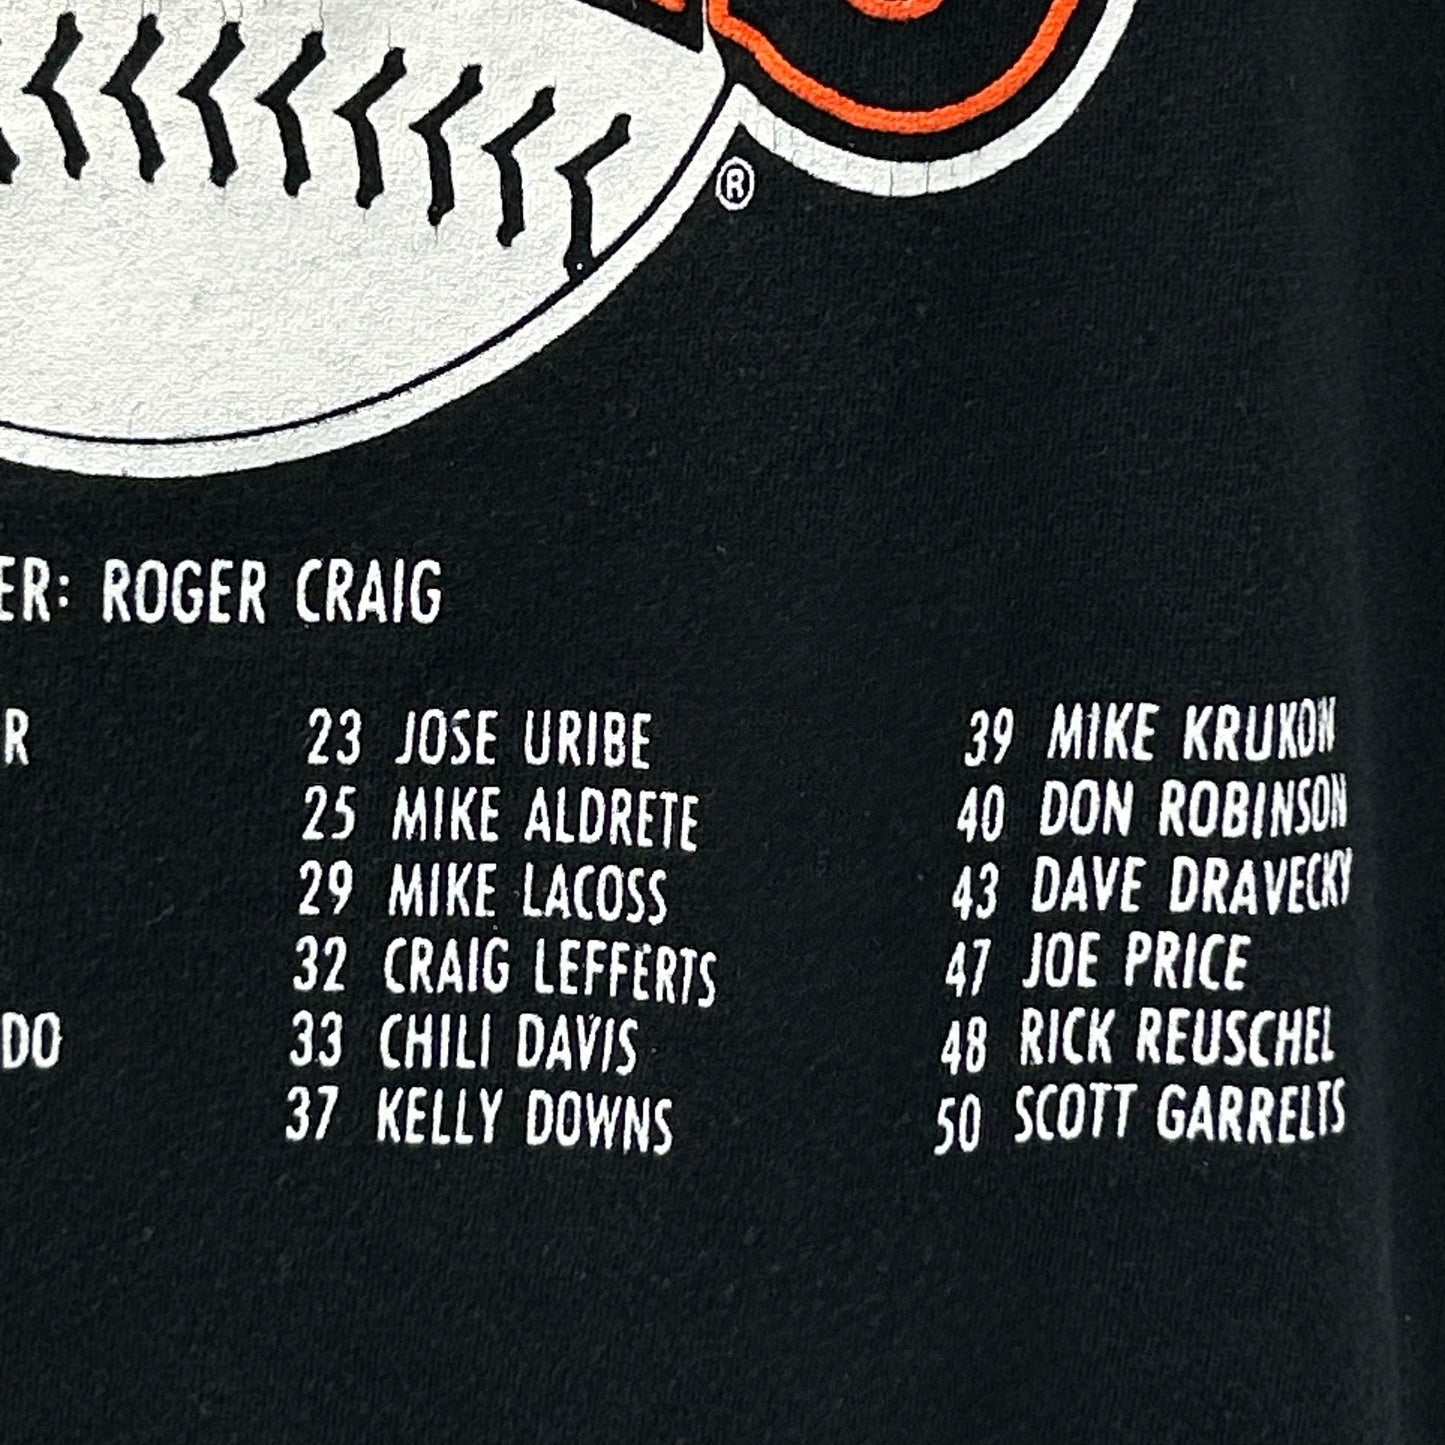 ®
ER: ROGER CRAIG
R
23 JOSE URIBE
25 MIKE ALDRETE
29 MIKE LACOSS
32 CRAIG LEFFERTS
DO
33 CHILI DAVIS
37 KELLY DOWNS
39 MIKE KRUKOW
40 DON ROBINSON
43 DAVE DRAVECKY
47 JOE PRICE
48 RICK REUSCHEL
50 SCOTT GARRELTS